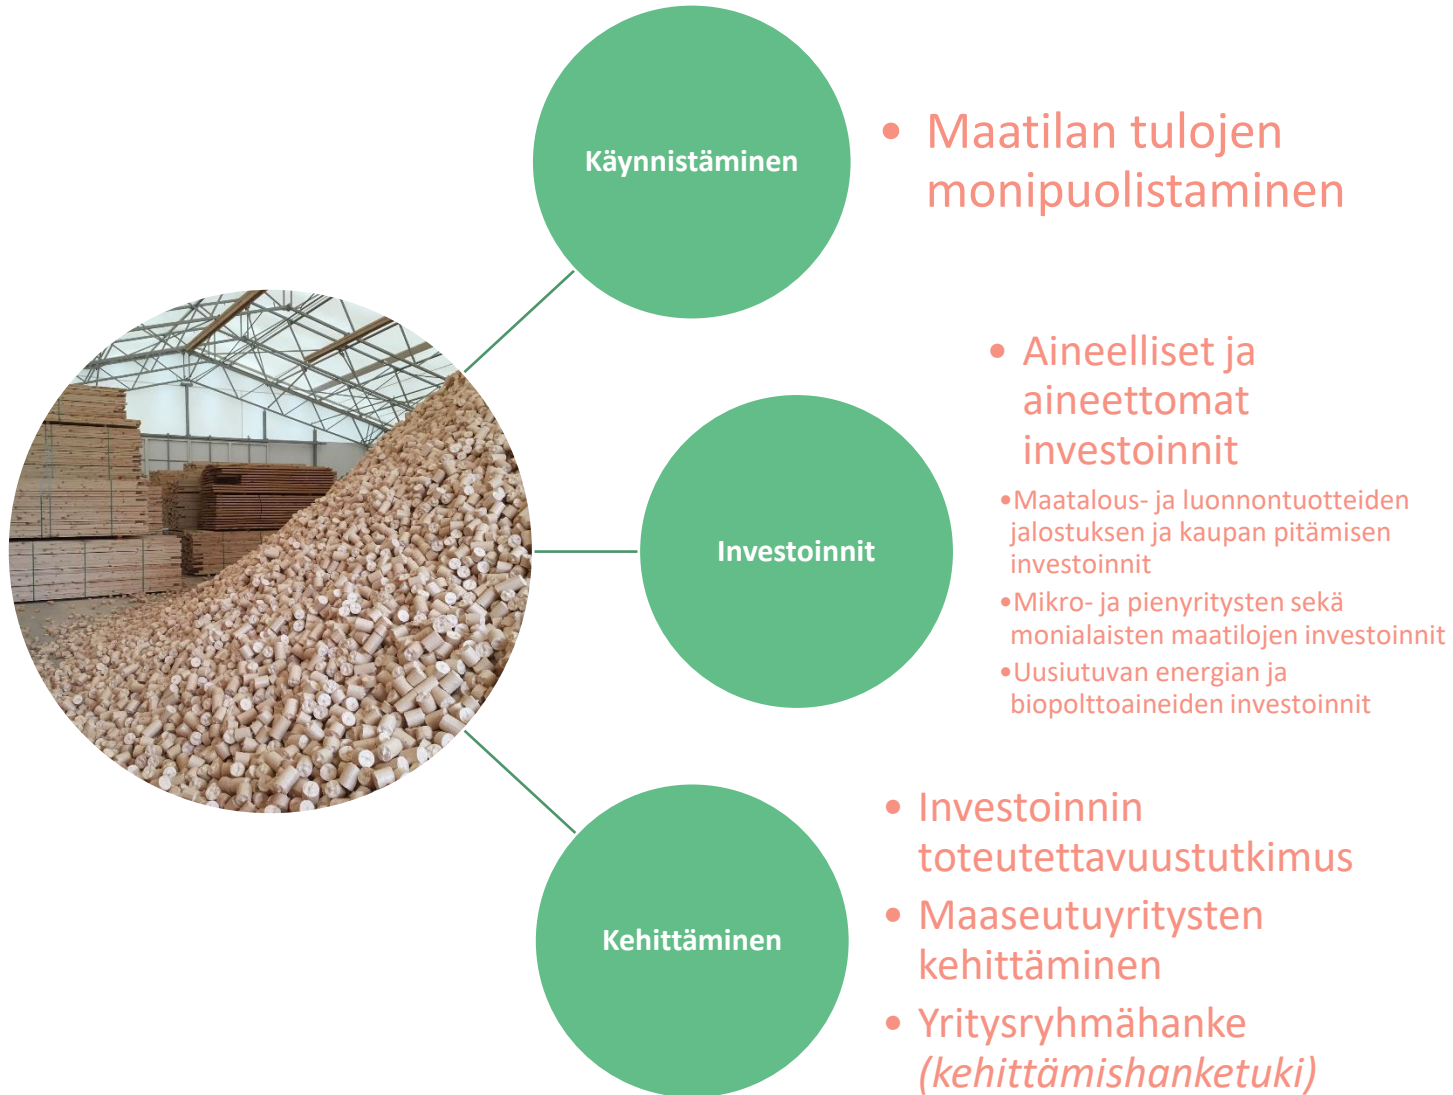 Käynnistäminen
• Maatilan tulojen
monipuolistaminen
Investoinnit
• Aineelliset ja
aineettomat
investoinnit
•Maatalous- ja luonnontuotteiden
jalostuksen ja kaupan pitämisen
investoinnit
•Mikro- ja pienyritysten sekä
monialaisten maatilojen investoinnit
•Uusiutuvan energian ja
biopolttoaineiden investoinnit
Kehittäminen
• Investoinnin
toteutettavuustutkimus
• Maaseutuyritysten
kehittäminen
• Yritysryhmähanke
(kehittämishanketuki)